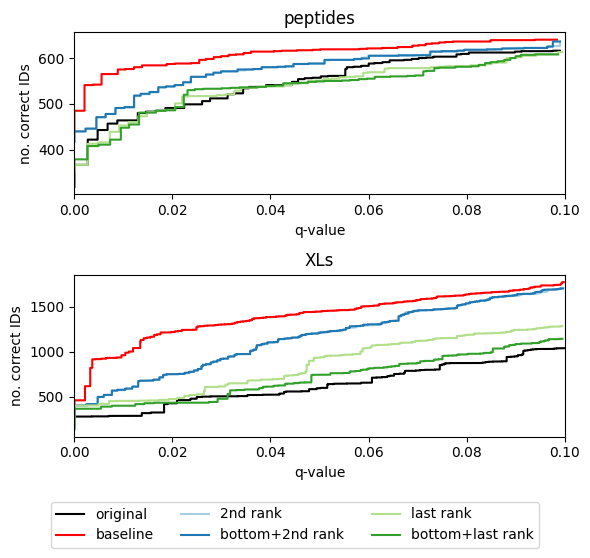 peptides
600
500
400
no. correct IDs
0.00 0.02 0.04 0.06 0.08 0.10
q-value
XLs
1500
1000
500
no. correct IDs
0.00 0.02 0.04 0.06 0.08 0.10
q-value
original 2nd rank last rank
baseline bottom+2nd rank bottom+last rank